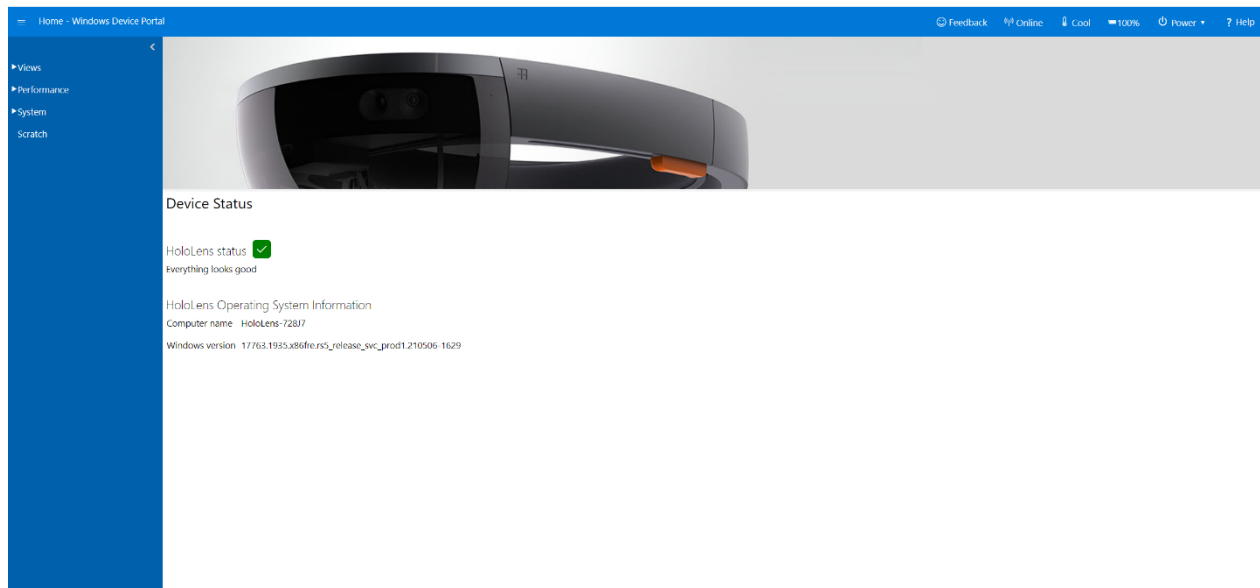 Home - Windows Device Portal
Feedback Online Cool 100% Power ? Help
Views
Performance
System
Scratch
Device Status
HoloLens status
Everything looks good
HoloLens Operating System Information
Computer name HoloLens-728J7
Windows version 17763.1935.x86fre.rs5_release_svc_prod1.210506-1629